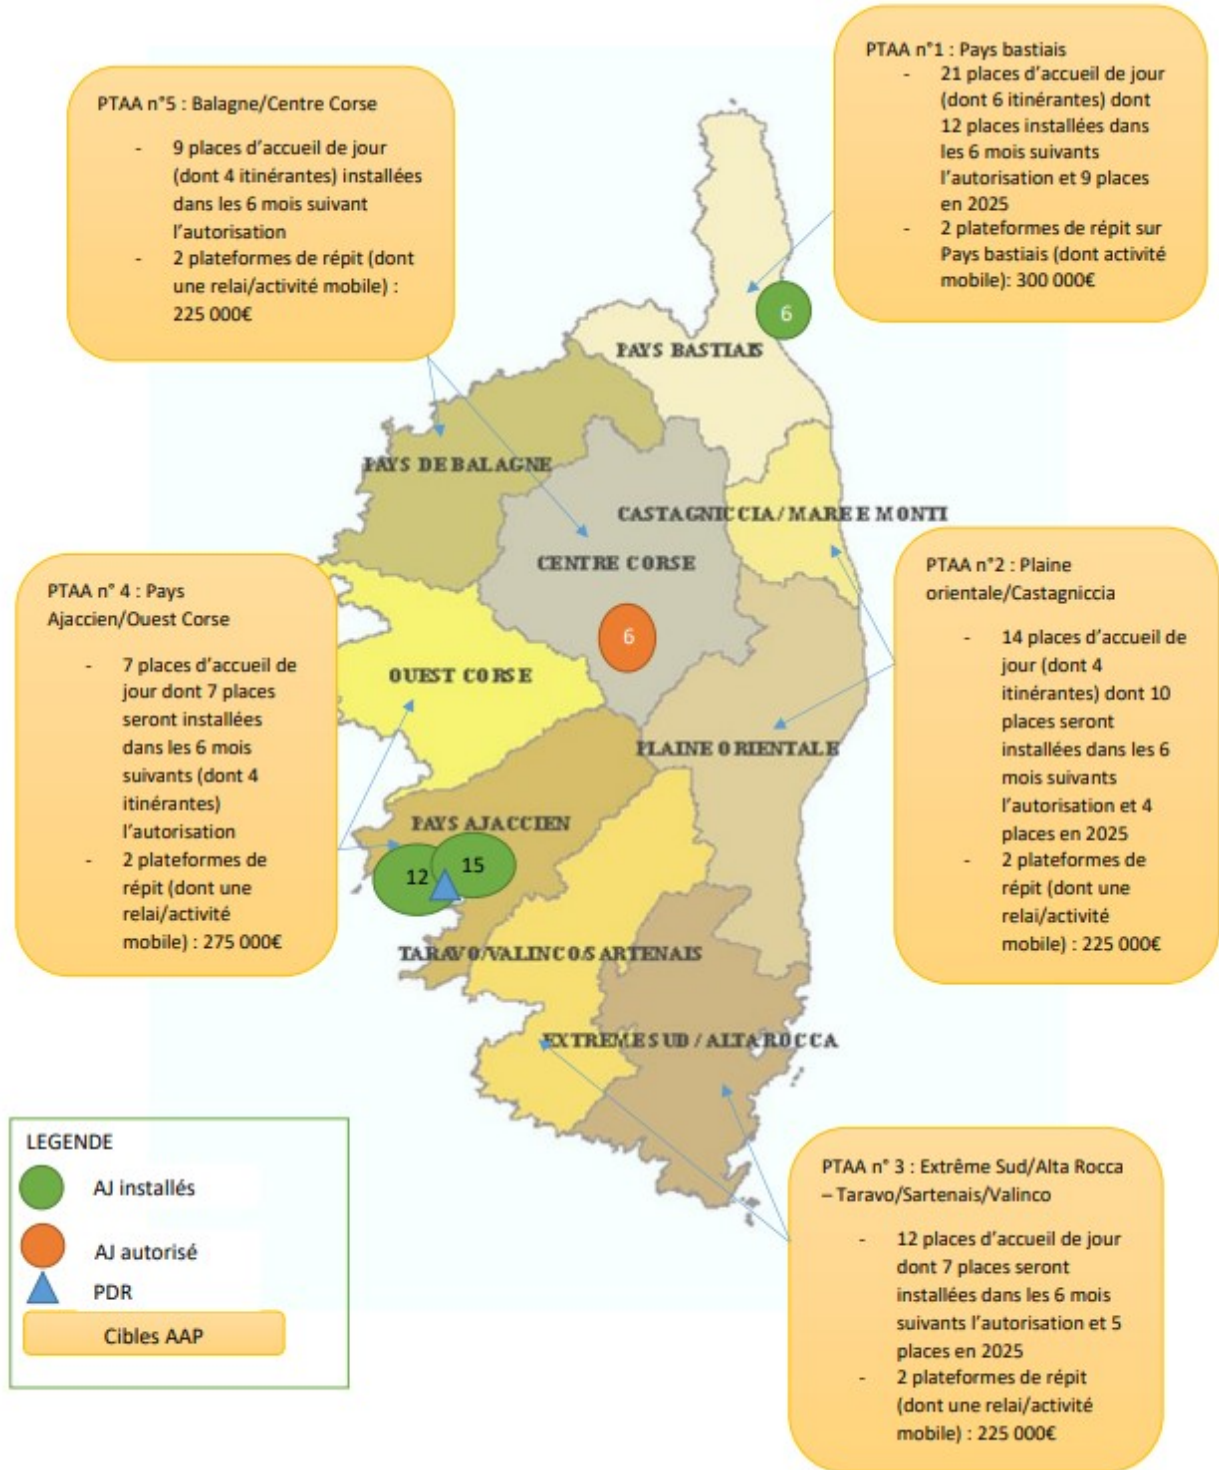 PTAA n°1 : Pays bastiais
- 21 places d'accueil de jour
(dont 6 itinérantes) dont
12 places installées dans
les 6 mois suivants
l'autorisation et 9 places
en 2025
- 2 plateformes de répit sur
Pays bastiais (dont activité
mobile): 300 000€
PTAA n°5 : Balagne/Centre Corse
- 9 places d'accueil de jour
(dont 4 itinérantes) installées
dans les 6 mois suivant
l'autorisation
- 2 plateformes de répit (dont
une relai/activité mobile) :
225 000€
6
PAYS BASTIAIS
PAYS DE BALAGNE
CASTAGNICCIA / MARE E MONTI
CENTRE CORSE
6
OUEST CORSE
PLAINE ORIENTALE
PAYS AJACCIEN
12
15
TARAVO/VALINCO/SARTENAIS
EXTREME SUD / ALTA ROCCA
PTAA n° 4 : Pays
Ajaccien/Ouest Corse
- 7 places d'accueil de
jour dont 7 places
seront installées
dans les 6 mois
suivants (dont 4
itinérantes)
l'autorisation
- 2 plateformes de
répit (dont une
relai/activité
mobile) : 275 000€
PTAA n°2 : Plaine
orientale/Castagniccia
- 14 places d'accueil de
jour (dont 4
itinérantes) dont 10
places seront
installées dans les 6
mois suivants
l'autorisation et 4
places en 2025
- 2 plateformes de
répit (dont une
relai/activité
mobile) : 225 000€
LEGENDE
AJ installés
AJ autorisé
PDR
Cibles AAP
PTAA n° 3 : Extrême Sud/Alta Rocca
– Taravo/Sartenais/Valinco
- 12 places d'accueil de jour
dont 7 places seront
installées dans les 6 mois
suivants l'autorisation et 5
places en 2025
- 2 plateformes de répit
(dont une relai/activité
mobile) : 225 000€